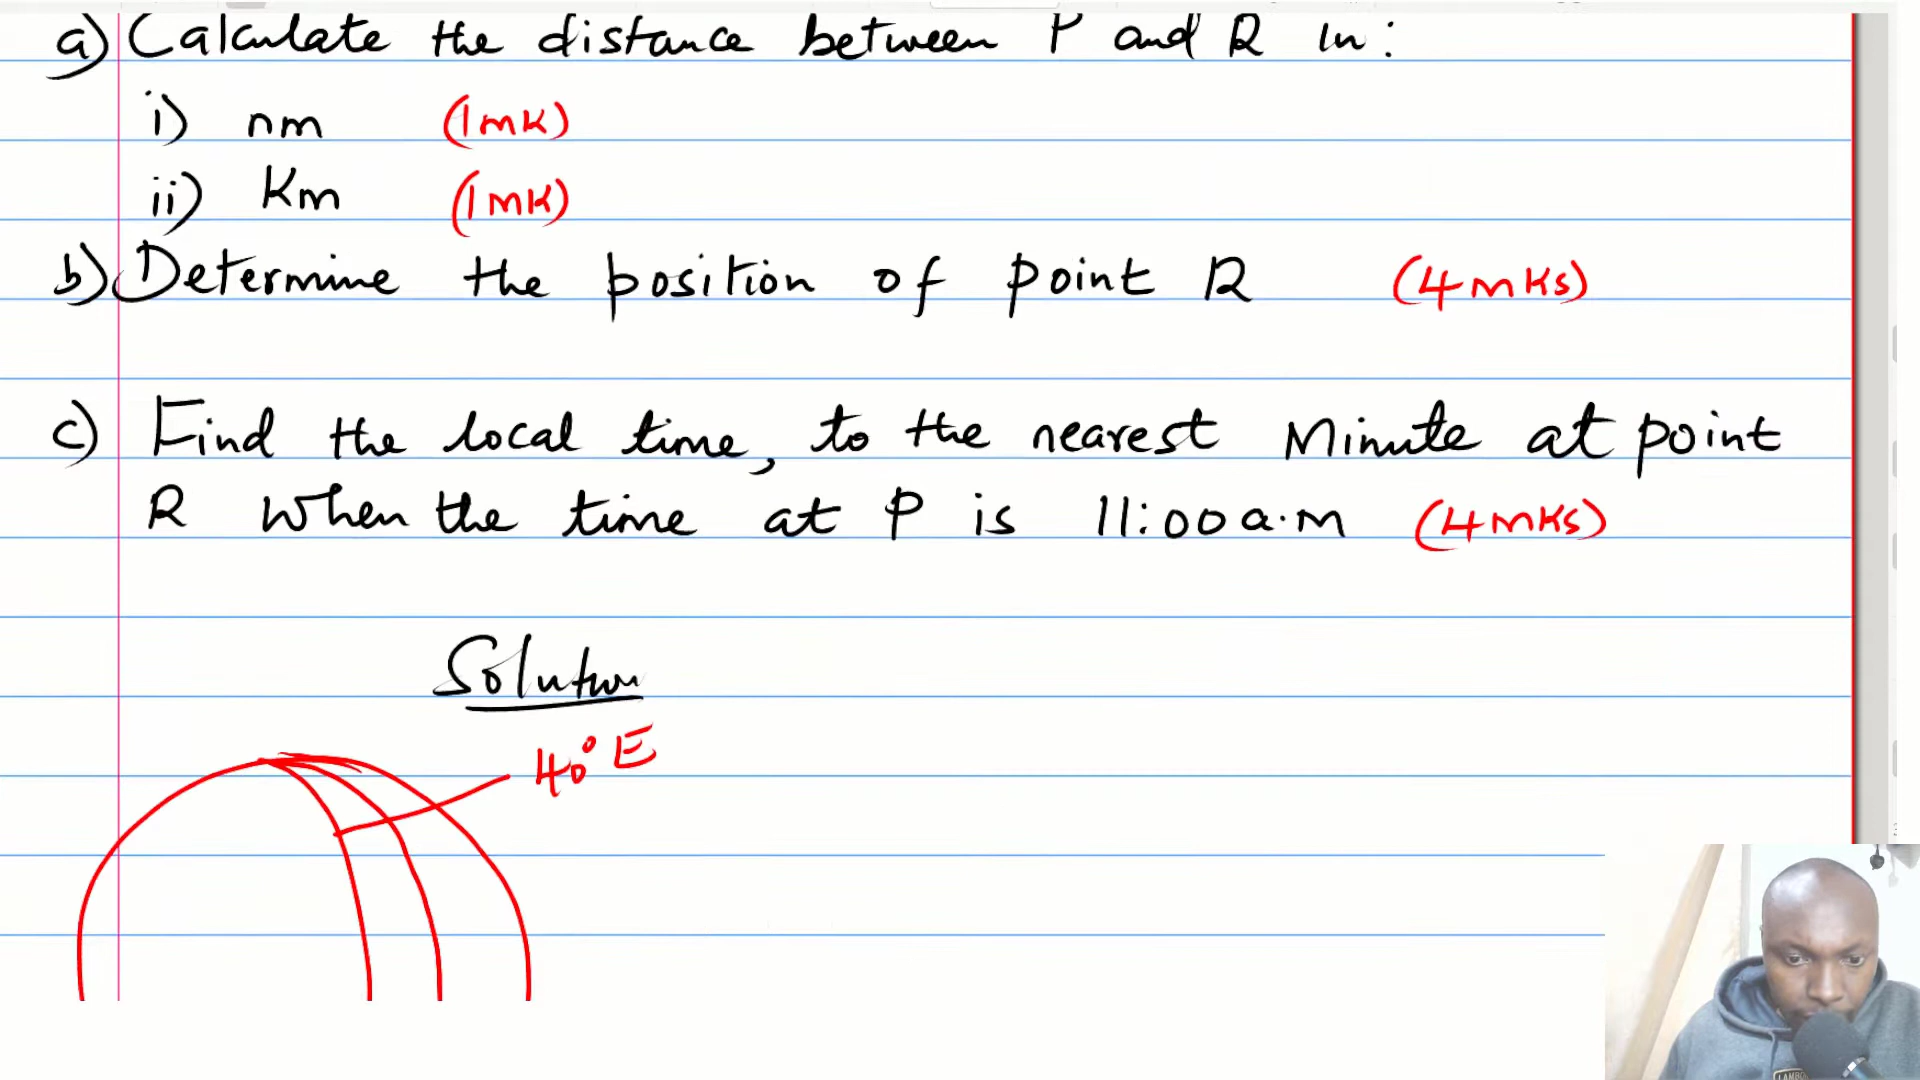 a) Calculate the distance between P and R in:
i) nm (1mk)
ii) Km (1mk)
b) Determine the position of point R (4mks)
c) Find the local time, to the nearest Minute at point
R When the time at P is 11:00 a.m (4mks)
Solution
40° E